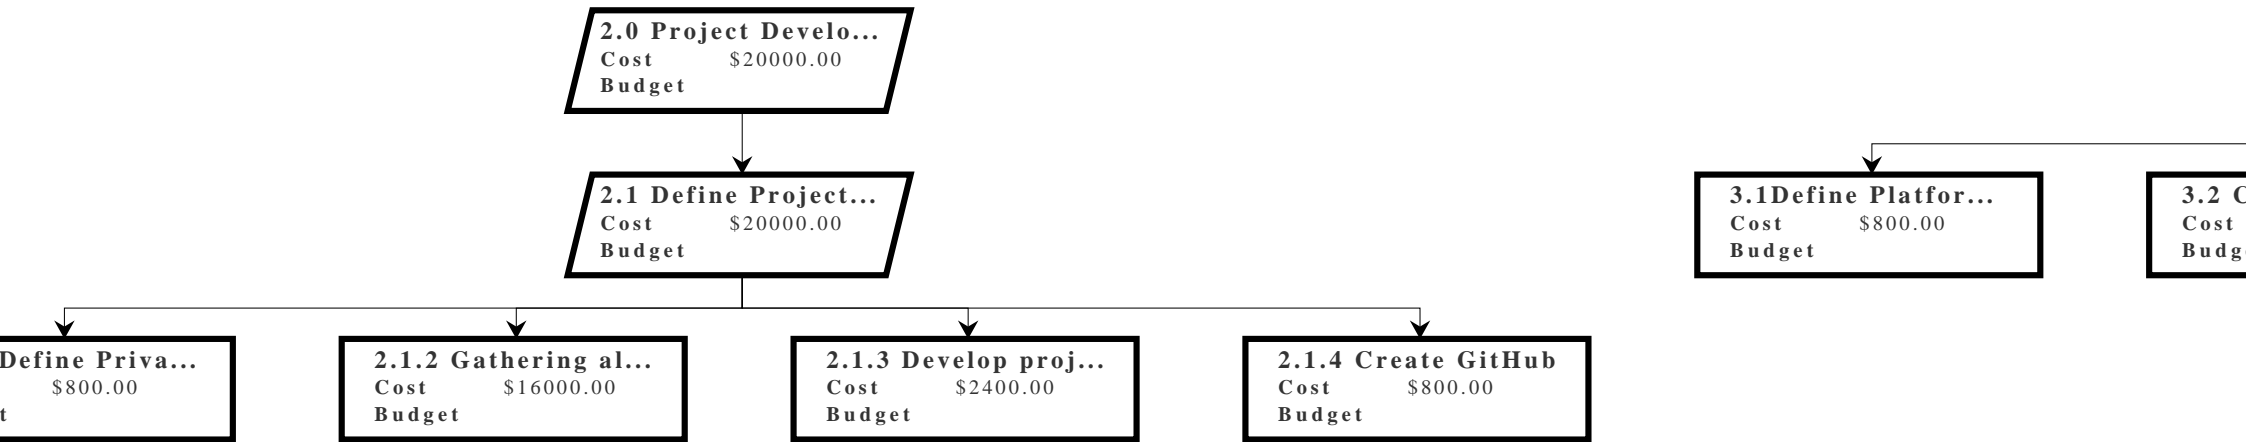 2.0 Project Develo...
Cost $20000.00
Budget
2.1 Define Project...
Cost $20000.00
Budget
Define Priva...
$800.00
2.1.2 Gathering al...
Cost $16000.00
Budget
2.1.3 Develop proj...
Cost $2400.00
Budget
2.1.4 Create GitHub
Cost $800.00
Budget
3.1Define Platfor...
Cost $800.00
Budget
3.2
Cost